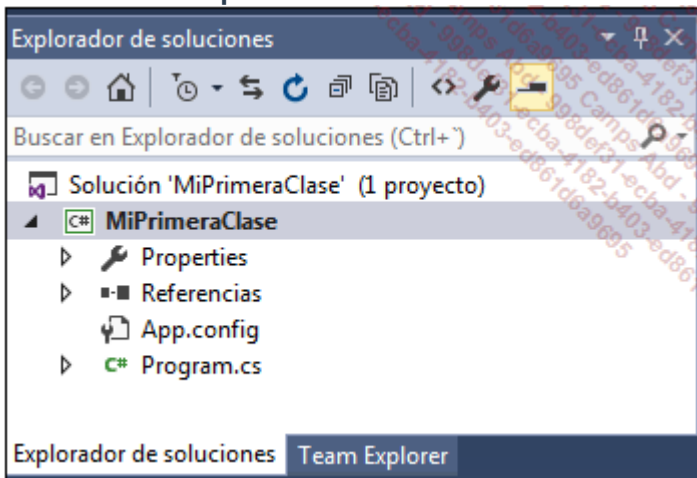 Explorador de soluciones
Buscar en Explorador de soluciones (Ctrl+`)
Solución 'MiPrimeraClase' (1 proyecto)
C# MiPrimeraClase
Properties
Referencias
App.config
C# Program.cs
Explorador de soluciones Team Explorer